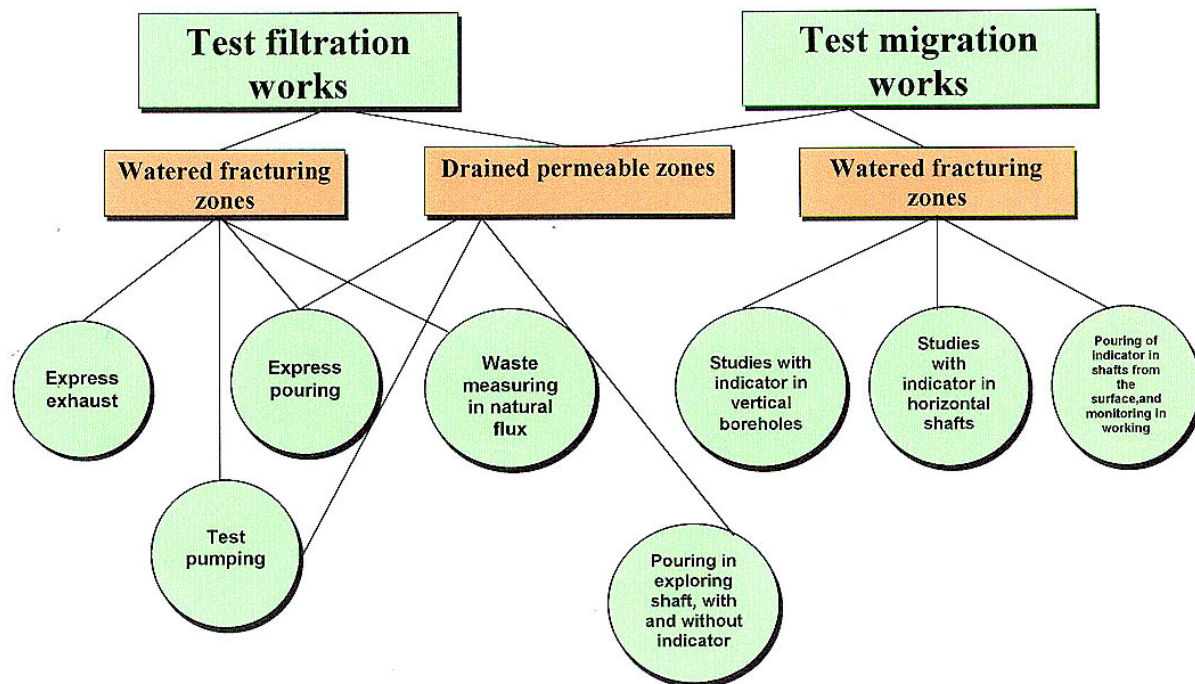 Test filtration
works
Test migration
works
Watered fracturing
zones
Drained permeable zones
Watered fracturing
zones
Express
exhaust
Express
pouring
Waste
measuring
in natural
flux
Studies with
indicator in
vertical
boreholes
Studies
with
indicator in
horizontal
shafts
Pouring of
indicator in
shafts from
the
surface,and
monitoring in
working
Test
pumping
Pouring in
exploring
shaft, with
and without
indicator